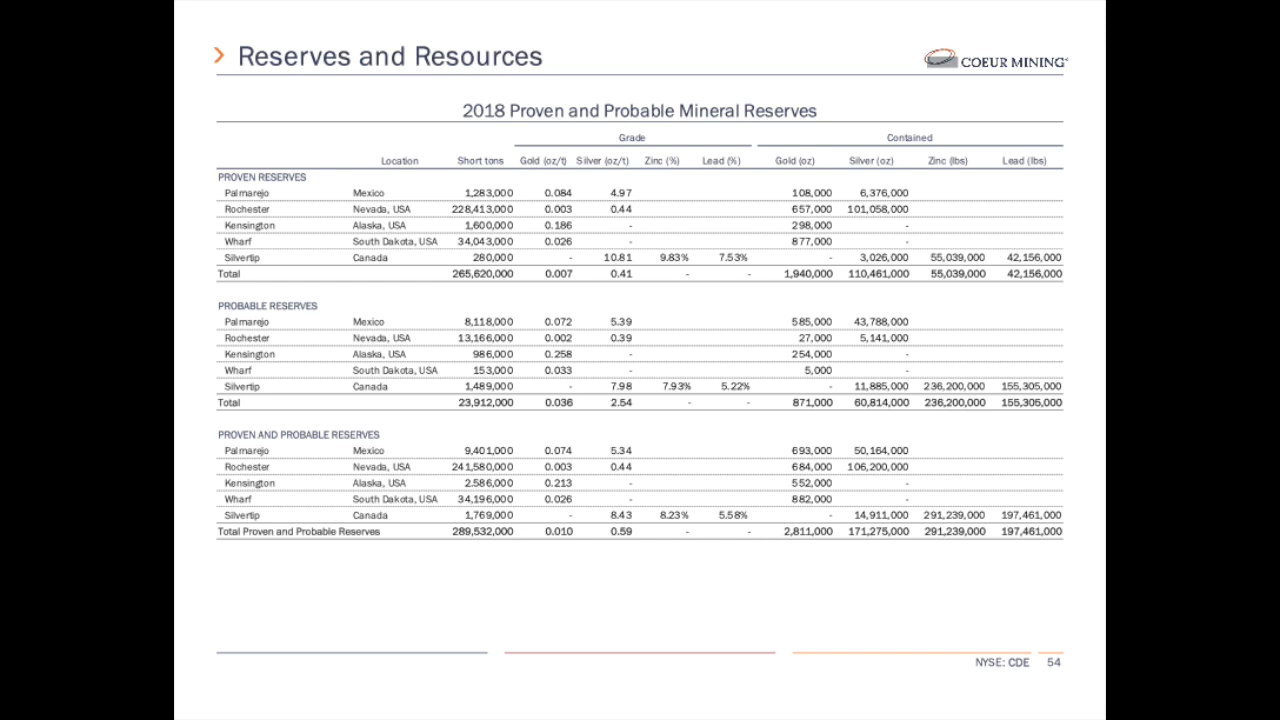 Reserves and Resources
COEUR MINING
2018 Proven and Probable Mineral Reserves
Grade Contained
Location Short tons Gold (oz/t) Silver (oz/t) Zinc (%) Lead (%) Gold (oz) Silver (oz) Zinc (lbs) Lead (lbs)
PROVEN RESERVES
Palmarejo Mexico 1,283,000 0.084 4.97 108,000 6,376,000
Rochester Nevada, USA 228,413,000 0.003 0.44 657,000 101,058,000
Kensington Alaska, USA 1,600,000 0.186 - 298,000 -
Wharf South Dakota, USA 34,043,000 0.026 - 877,000 -
Silvertip Canada 280,000 - 10.81 9.83% 7.53% - 3,026,000 55,039,000 42,156,000
Total 265,620,000 0.007 0.41 - - 1,940,000 110,461,000 55,039,000 42,156,000
PROBABLE RESERVES
Palmarejo Mexico 8,118,000 0.072 5.39 585,000 43,788,000
Rochester Nevada, USA 13,166,000 0.002 0.39 27,000 5,141,000
Kensington Alaska, USA 986,000 0.258 - 254,000 -
Wharf South Dakota, USA 153,000 0.033 - 5,000 -
Silvertip Canada 1,489,000 - 7.98 7.93% 5.22% - 11,885,000 236,200,000 155,305,000
Total 23,912,000 0.036 2.54 - - 871,000 60,814,000 236,200,000 155,305,000
PROVEN AND PROBABLE RESERVES
Palmarejo Mexico 9,401,000 0.074 5.34 693,000 50,164,000
Rochester Nevada, USA 241,580,000 0.003 0.44 684,000 106,200,000
Kensington Alaska, USA 2.586,000 0.213 - 552,000 -
Wharf South Dakota, USA 34,196,000 0.026 - 882,000 -
Silvertip Canada 1,769,000 - 8.43 8.23% 5.58% - 14,911,000 291,239,000 197,461,000
Total Proven and Probable Reserves 289,532,000 0.010 0.59 - - 2,811,000 171,275,000 291,239,000 197,461,000
NYSE: CDE 54